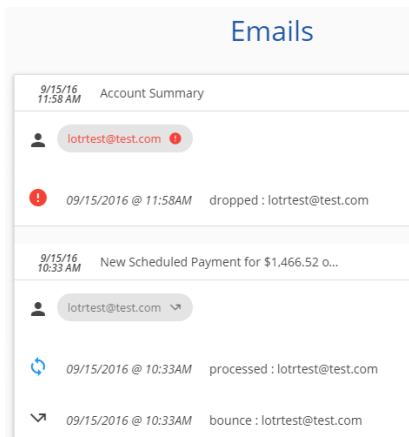 Emails
9/15/16
11:58 AM
Account Summary
lotrtest@test.com
09/15/2016 @ 11:58AM dropped : lotrtest@test.com
9/15/16
10:33 AM
New Scheduled Payment for $1,466.52 o...
lotrtest@test.com
09/15/2016 @ 10:33AM processed : lotrtest@test.com
09/15/2016 @ 10:33AM bounce : lotrtest@test.com